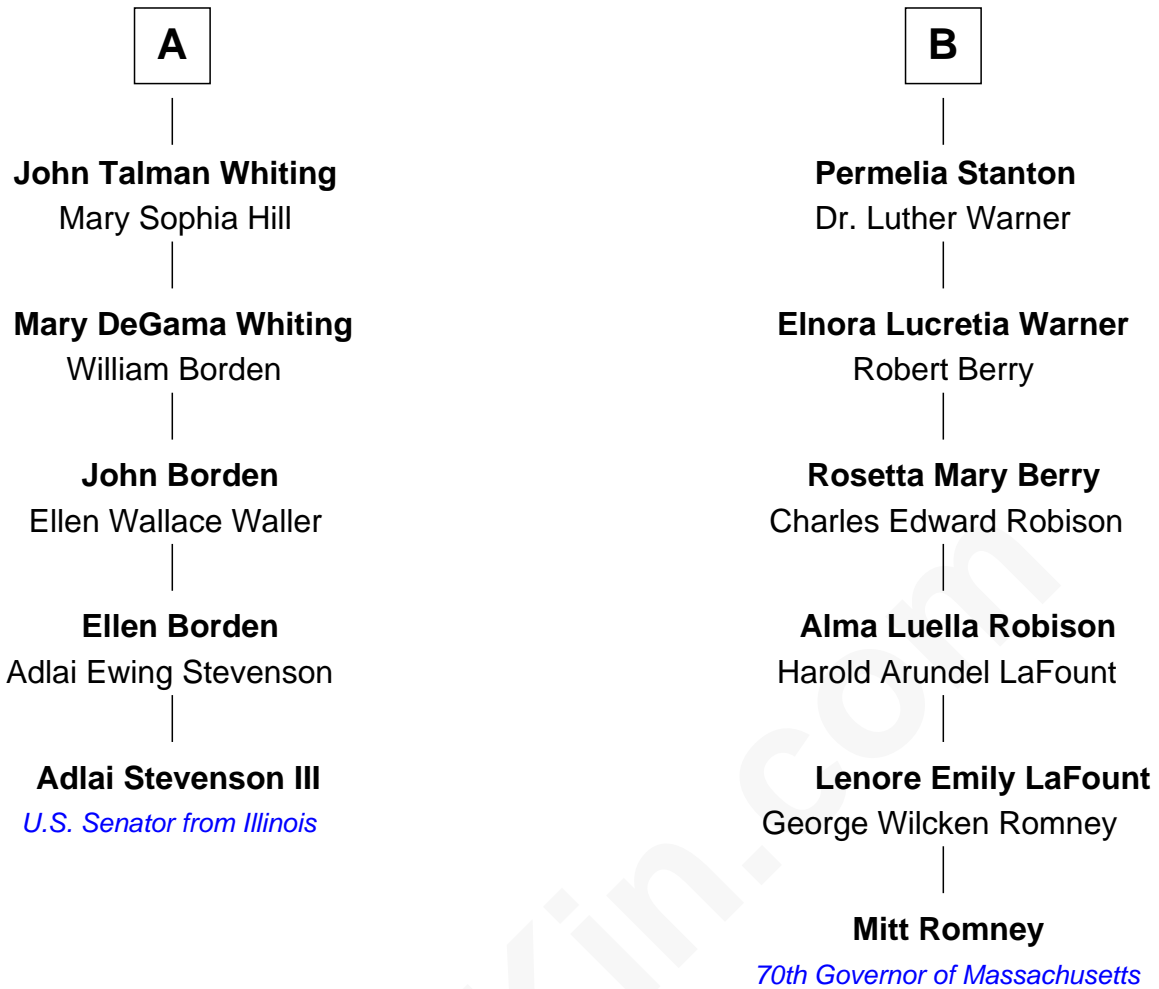 A
John Talman Whiting
Mary Sophia Hill
Mary DeGama Whiting
William Borden
John Borden
Ellen Wallace Waller
Ellen Borden
Adlai Ewing Stevenson
Adlai Stevenson III
U.S. Senator from Illinois
B
Permelia Stanton
Dr. Luther Warner
Elnora Lucretia Warner
Robert Berry
Rosetta Mary Berry
Charles Edward Robison
Alma Luella Robison
Harold Arundel LaFount
Lenore Emily LaFount
George Wilcken Romney
Mitt Romney
70th Governor of Massachusetts
Kin.com